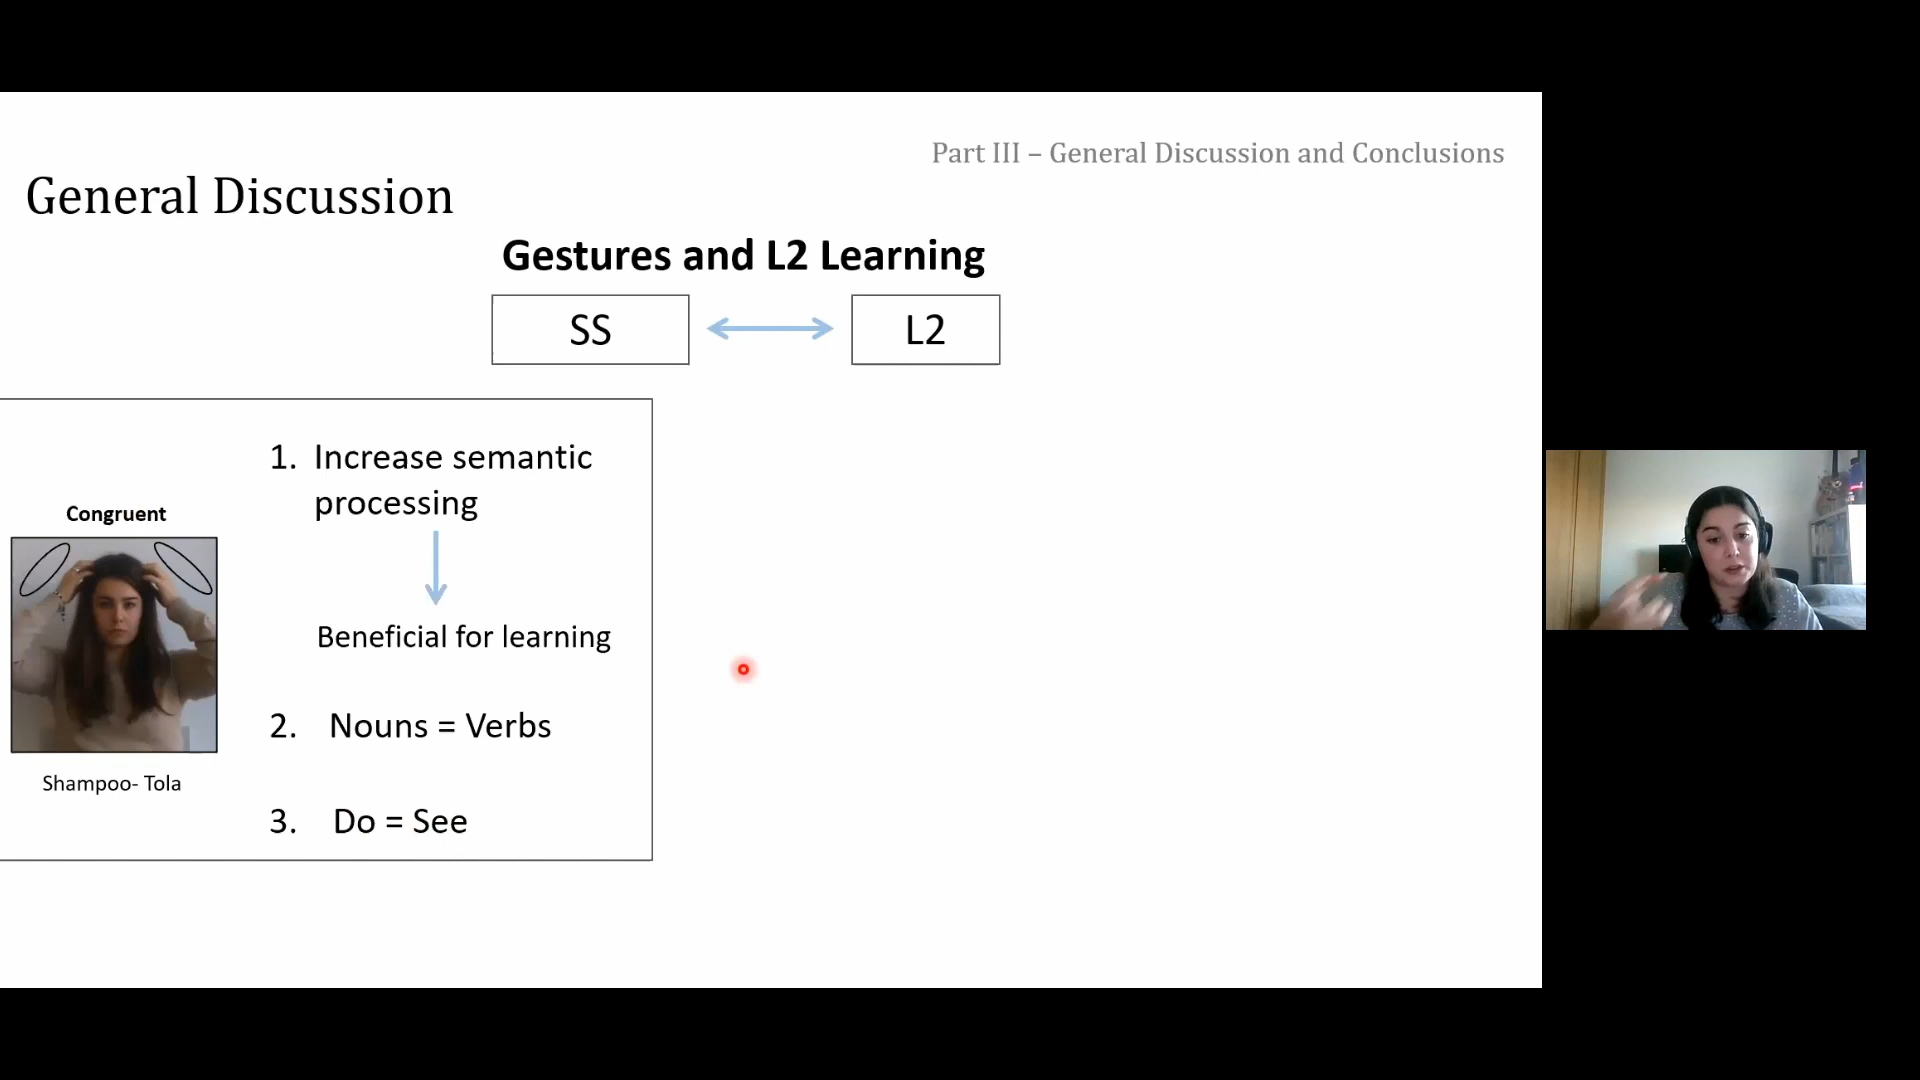 Part III – General Discussion and Conclusions
General Discussion
Gestures and L2 Learning
SS
L2
1. Increase semantic
processing
Congruent
Beneficial for learning
2. Nouns = Verbs
Shampoo- Tola
3. Do = See